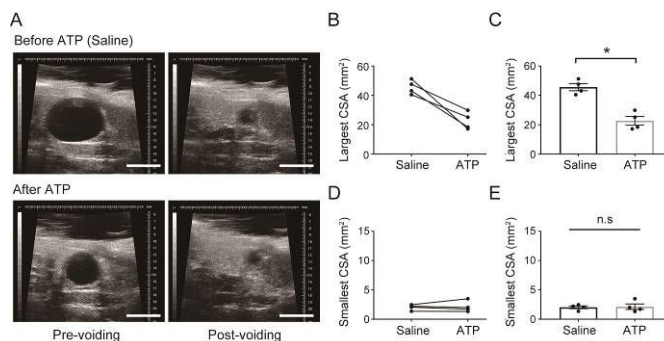 A
Before ATP (Saline)
After ATP
Pre-voiding
Post-voiding
B
Largest CSA (mm²)
60
40
20
0
Saline
ATP
C
Largest CSA (mm²)
60
40
20
0
*
Saline
ATP
D
Smallest CSA (mm²)
15
10
5
0
Saline
ATP
E
Smallest CSA (mm²)
15
10
5
0
n.s
Saline
ATP